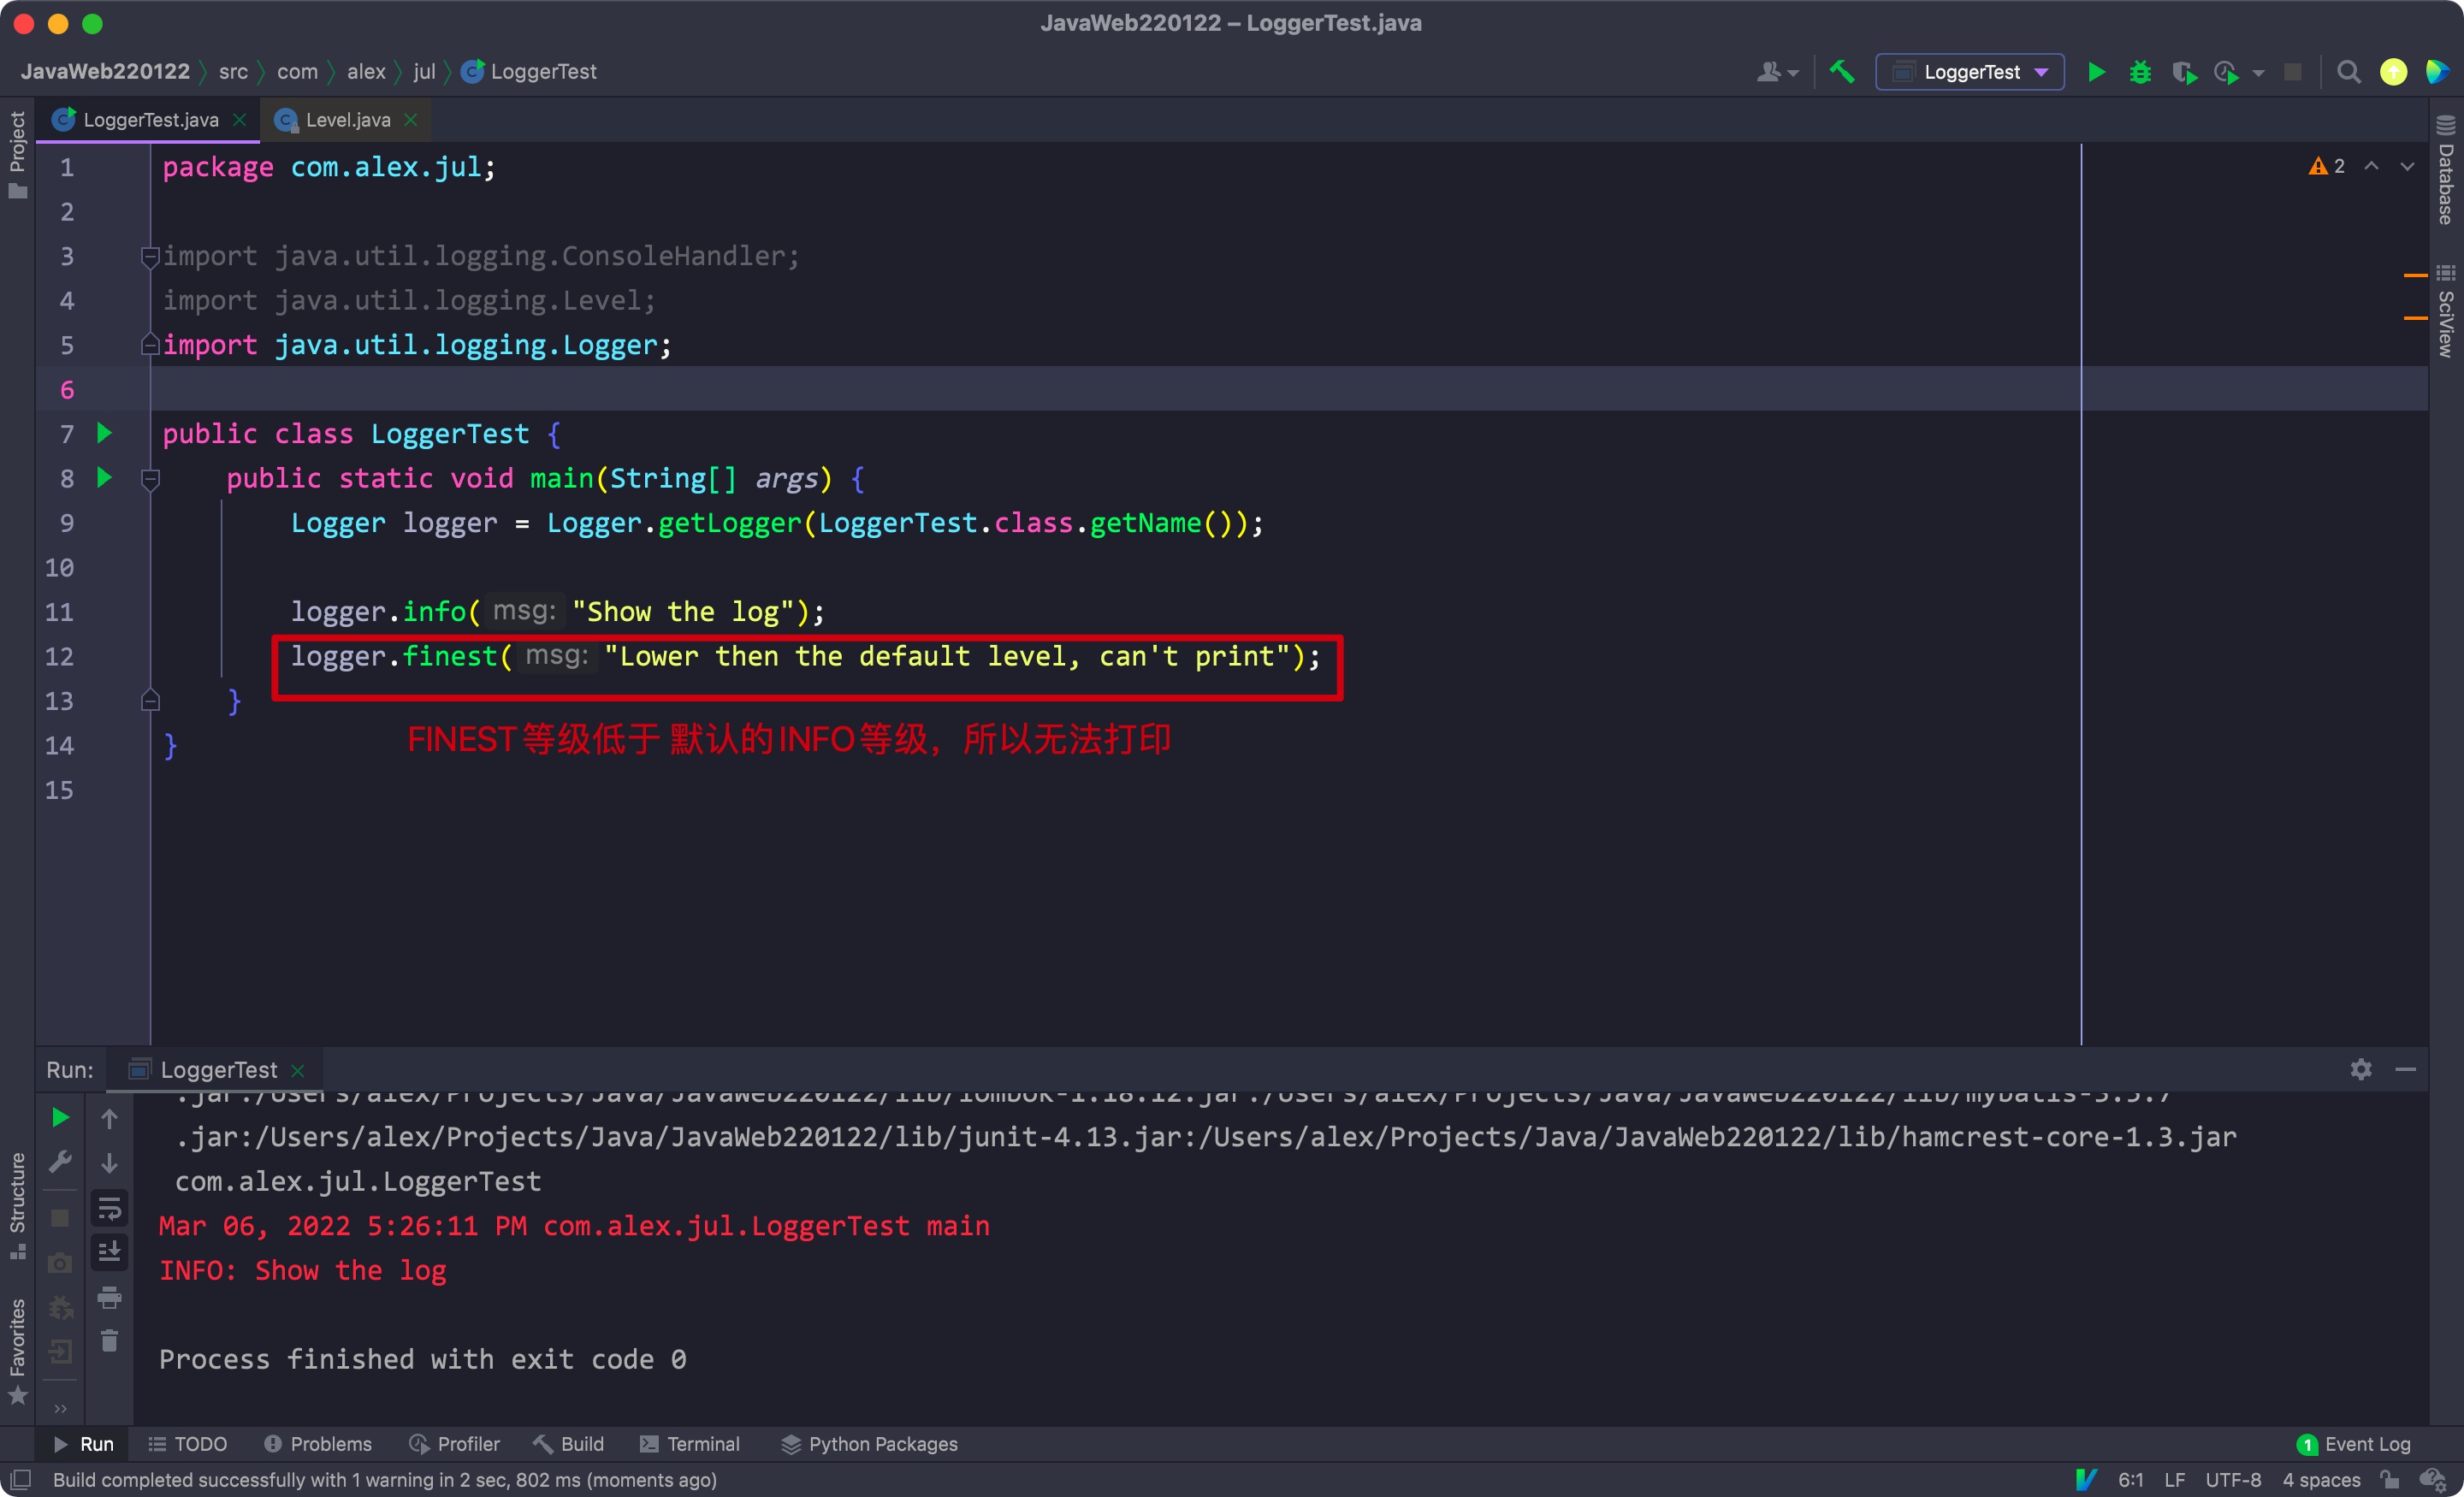 JavaWeb220122 – LoggerTest.java
JavaWeb220122 src com alex jul LoggerTest
LoggerTest
LoggerTest.java Level.java
Project
Database
SciView
2
1 package com.alex.jul;
2
3 import java.util.logging.ConsoleHandler;
4 import java.util.logging.Level;
5 import java.util.logging.Logger;
6
7 public class LoggerTest {
8 public static void main(String[] args) {
9 Logger logger = Logger.getLogger(LoggerTest.class.getName());
10
11 logger.info( msg: "Show the log");
12 logger.finest( msg: "Lower then the default level, can't print");
13 }
FINEST等级低于 默认的INFO等级，所以无法打印
14 }
15
Run: LoggerTest
.jar:/Users/alex/Projects/Java/JavaWeb220122/lib/lombok-1.18.12.jar:/Users/alex/Projects/Java/JavaWeb220122/lib/mybatis-3.5.7
.jar:/Users/alex/Projects/Java/JavaWeb220122/lib/junit-4.13.jar:/Users/alex/Projects/Java/JavaWeb220122/lib/hamcrest-core-1.3.jar
com.alex.jul.LoggerTest
Mar 06, 2022 5:26:11 PM com.alex.jul.LoggerTest main
INFO: Show the log
Process finished with exit code 0
Structure
Favorites
Run TODO Problems Profiler Build Terminal Python Packages 1 Event Log
Build completed successfully with 1 warning in 2 sec, 802 ms (moments ago) 6:1 LF UTF-8 4 spaces